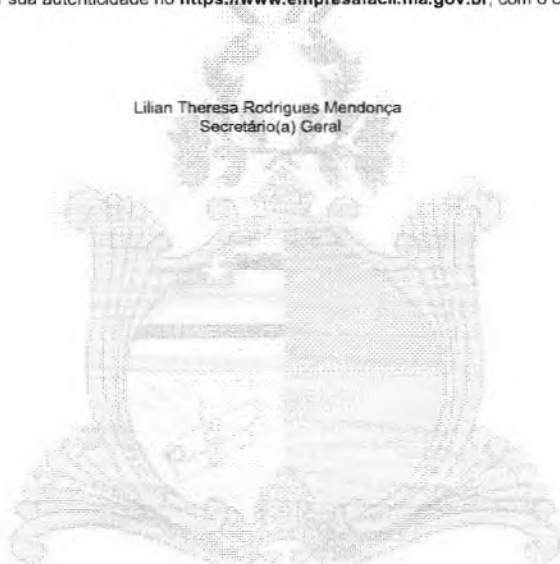 sua autenticidade no https://www.empresafacil.ma.gov.br, com o c
Lilian Theresa Rodrigues Mendonça
Secretário(a) Geral